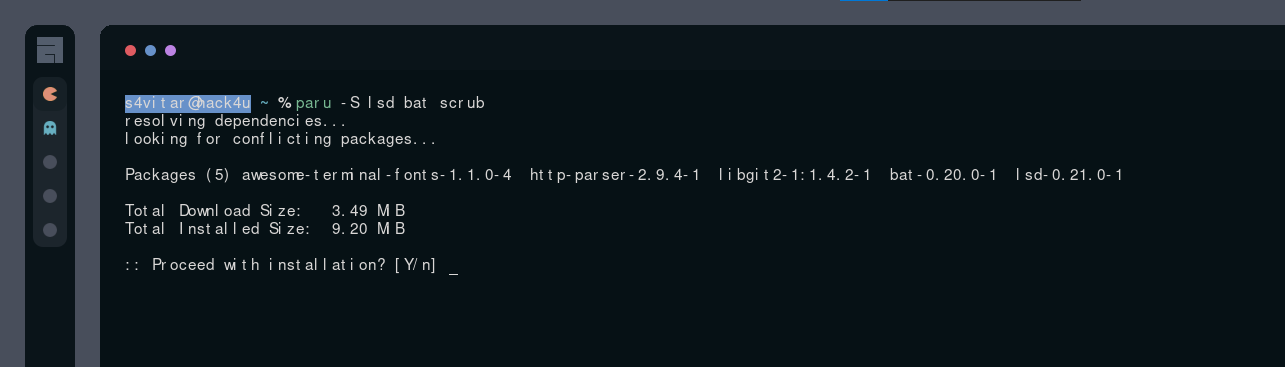 s4vitar@hack4u ~ % paru -S lsd bat scrub
resolving dependencies...
looking for conflicting packages...
Packages (5) awesome-terminal-fonts-1.1.0-4 http-parser-2.9.4-1 libgit2-1:1.4.2-1 bat-0.20.0-1 lsd-0.21.0-1
Total Download Size: 3.49 MiB
Total Installed Size: 9.20 MiB
:: Proceed with installation? [Y/n] _